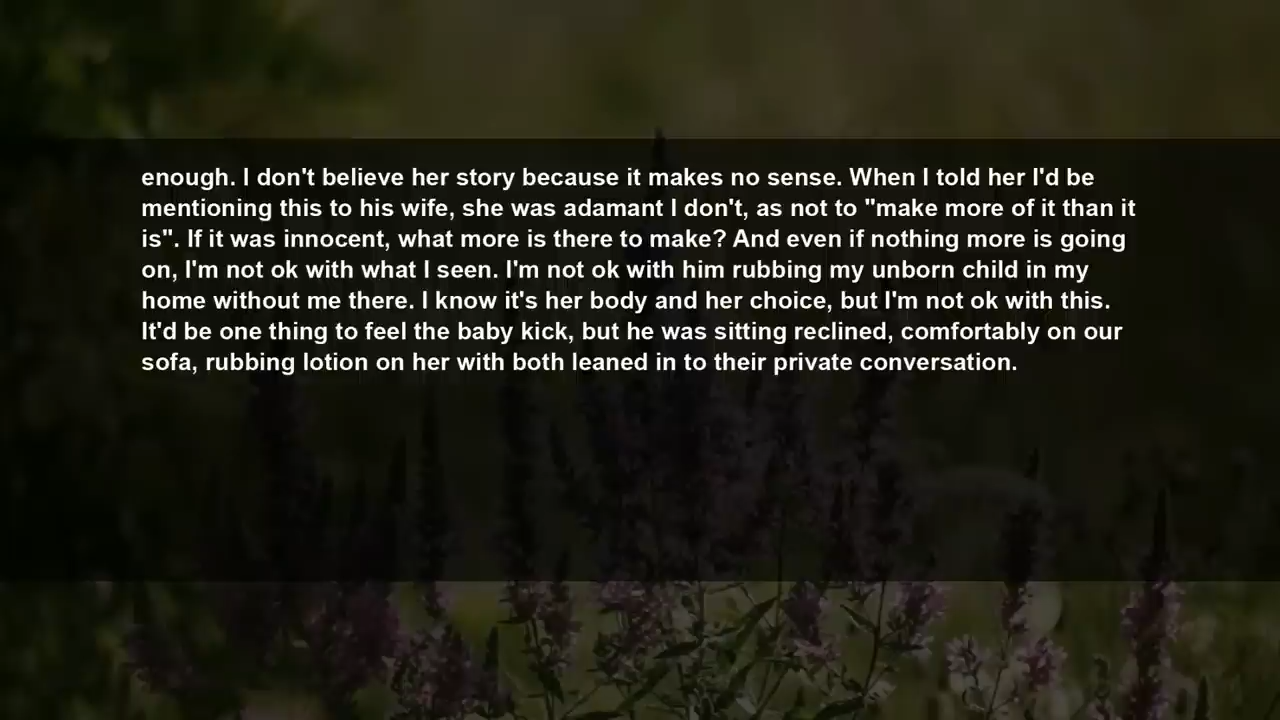 enough. I don't believe her story because it makes no sense. When I told her I'd be
mentioning this to his wife, she was adamant I don't, as not to "make more of it than it
is". If it was innocent, what more is there to make? And even if nothing more is going
on, I'm not ok with what I seen. I'm not ok with him rubbing my unborn child in my
home without me there. I know it's her body and her choice, but I'm not ok with this.
It'd be one thing to feel the baby kick, but he was sitting reclined, comfortably on our
sofa, rubbing lotion on her with both leaned in to their private conversation.